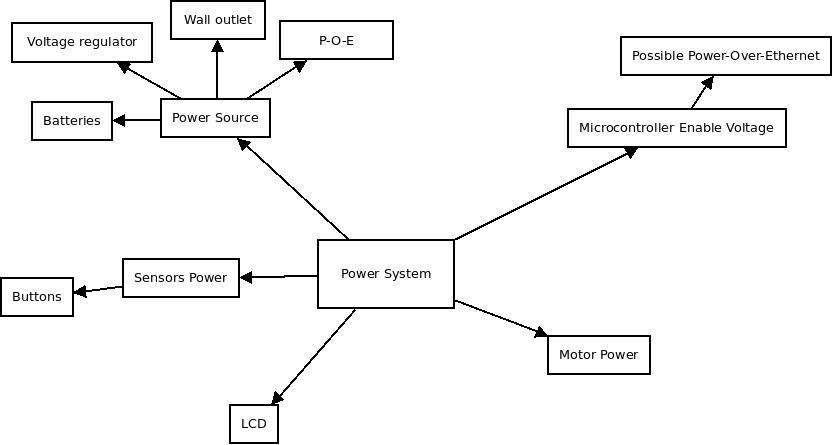 Wall outlet
Voltage regulator
P-O-E
Possible Power-Over-Ethernet
Batteries
Power Source
Microcontroller Enable Voltage
Power System
Sensors Power
Buttons
Motor Power
LCD